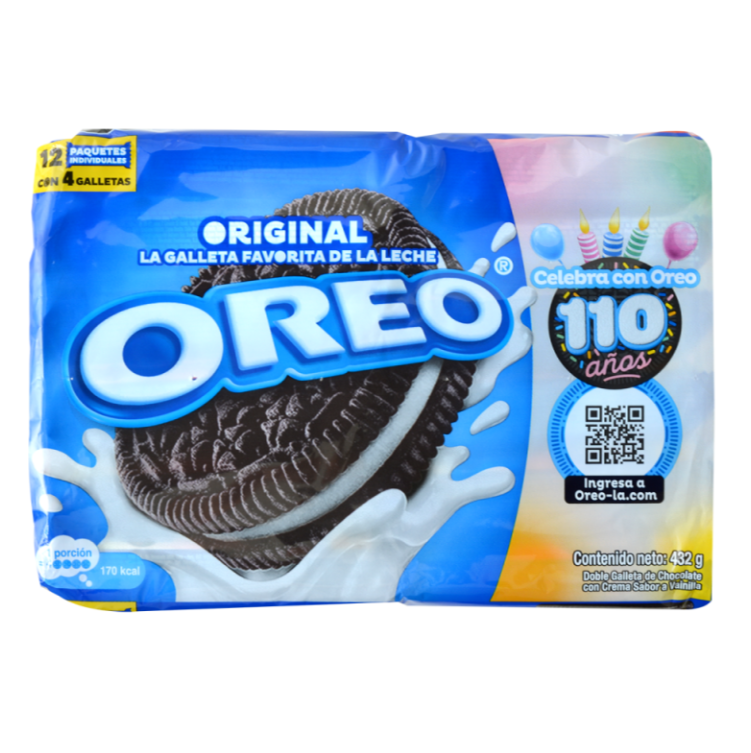 12 PAQUETES
INDIVIDUALES
CON 4 GALLETAS
ORIGINAL
LA GALLETA FAVORITA DE LA LECHE
OREO®
Celebra con Oreo
110
años
Ingresa a
Oreo-la.com
1 porción
170 kcal
Contenido neto: 432 g
Doble Galleta de Chocolate
con Crema Sabor a Vainilla